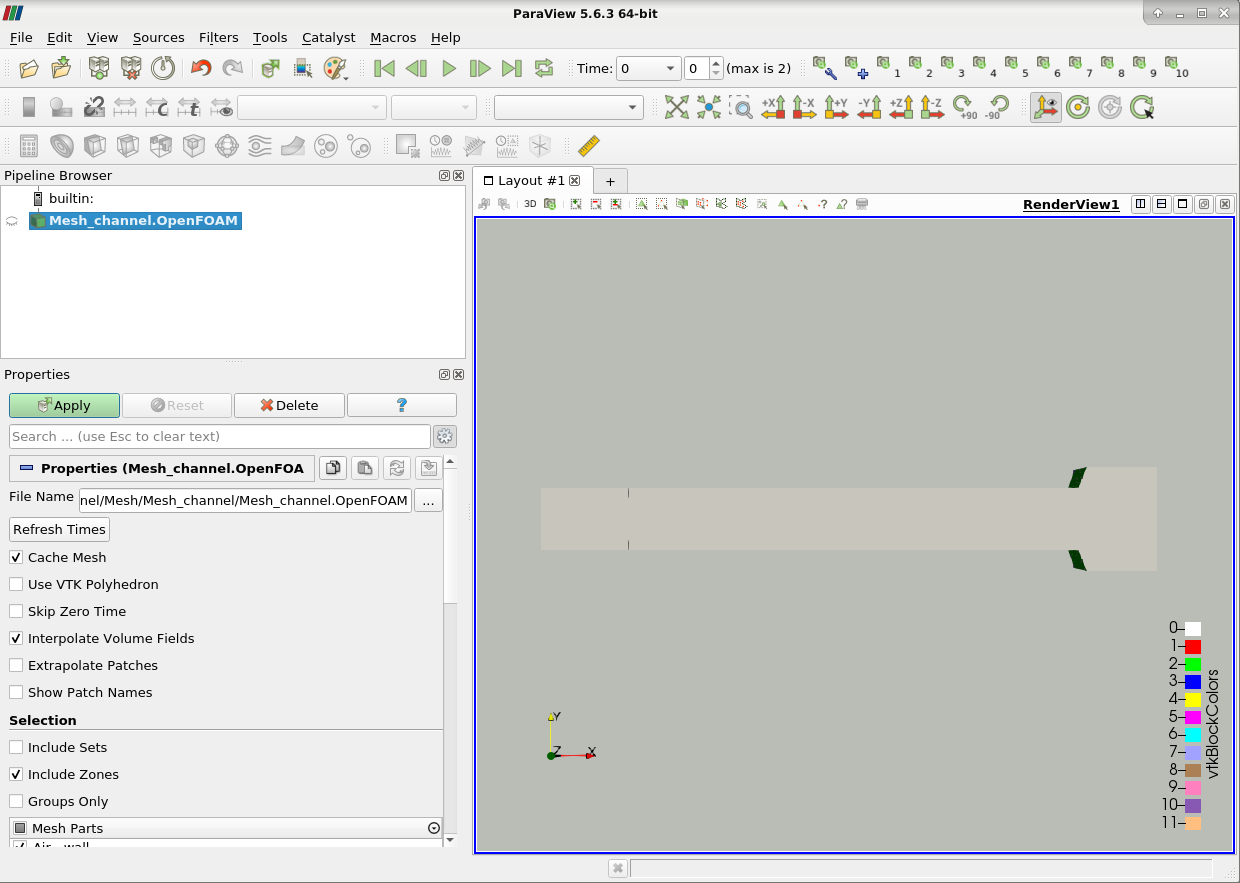 ParaView 5.6.3 64-bit
File Edit View Sources Filters Tools Catalyst Macros Help
Time: 0 0 (max is 2) 1 2 3 4 5 6 7 8 9 10
+X -X +Y -Y +Z -Z +90 -90
Pipeline Browser
builtin:
Mesh_channel.OpenFOAM
Properties
Apply Reset Delete ?
Search ... (use Esc to clear text)
Properties (Mesh_channel.OpenFOA
File Name nel/Mesh/Mesh_channel/Mesh_channel.OpenFOAM ...
Refresh Times
Cache Mesh
Use VTK Polyhedron
Skip Zero Time
Interpolate Volume Fields
Extrapolate Patches
Show Patch Names
Selection
Include Sets
Include Zones
Groups Only
Mesh Parts
Layout #1 +
3D RenderView1
Y
Z X
0
1
2
3
4
5
6
7
8
9
10
11
vtkBlockColors